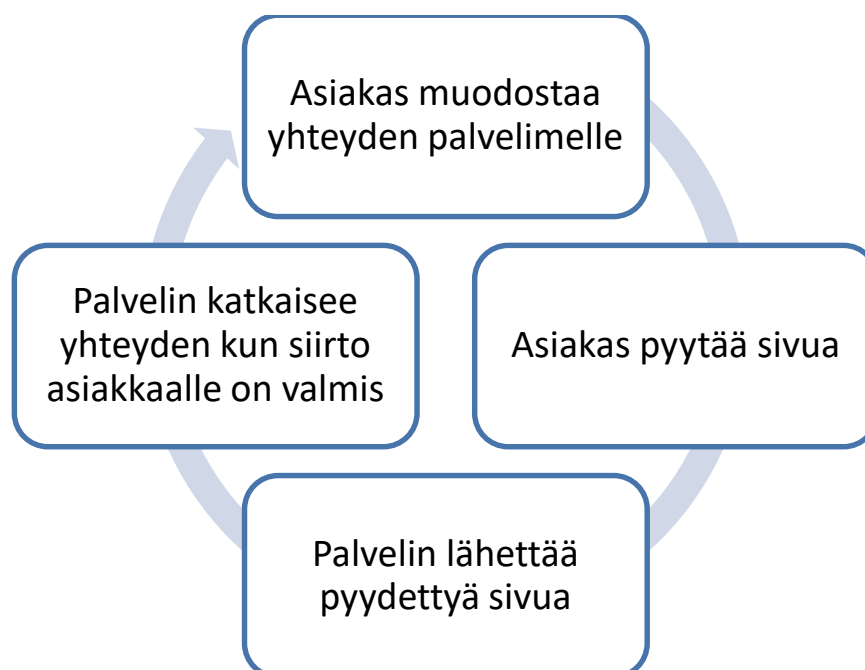 Asiakas muodostaa
yhteyden palvelimelle
Asiakas pyytää sivua
Palvelin lähettää
pyydettyä sivua
Palvelin katkaisee
yhteyden kun siirto
asiakkaalle on valmis